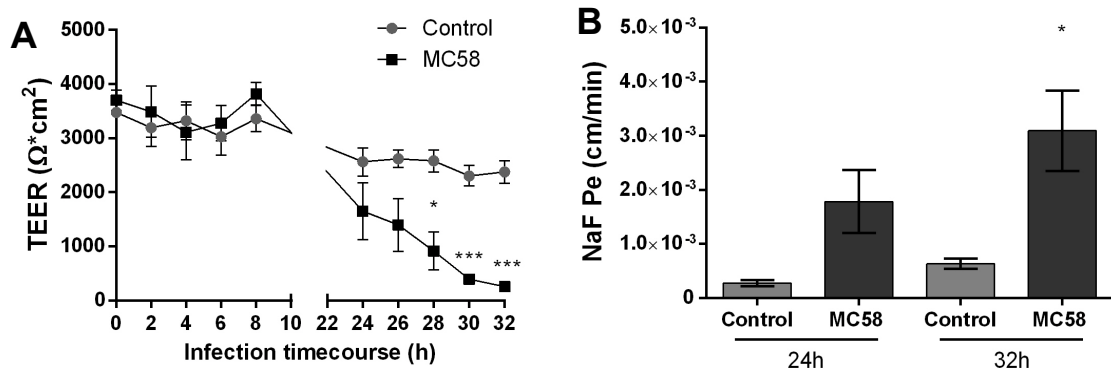 A
Control
MC58
TEER (Ω*cm²)
5000
4000
3000
2000
1000
0
*
***
***
0 2 4 6 8 10 22 24 26 28 30 32
Infection timecourse (h)
B
NaF Pe (cm/min)
5.0×10⁻³
4.0×10⁻³
3.0×10⁻³
2.0×10⁻³
1.0×10⁻³
0
*
Control MC58 Control MC58
24h 32h